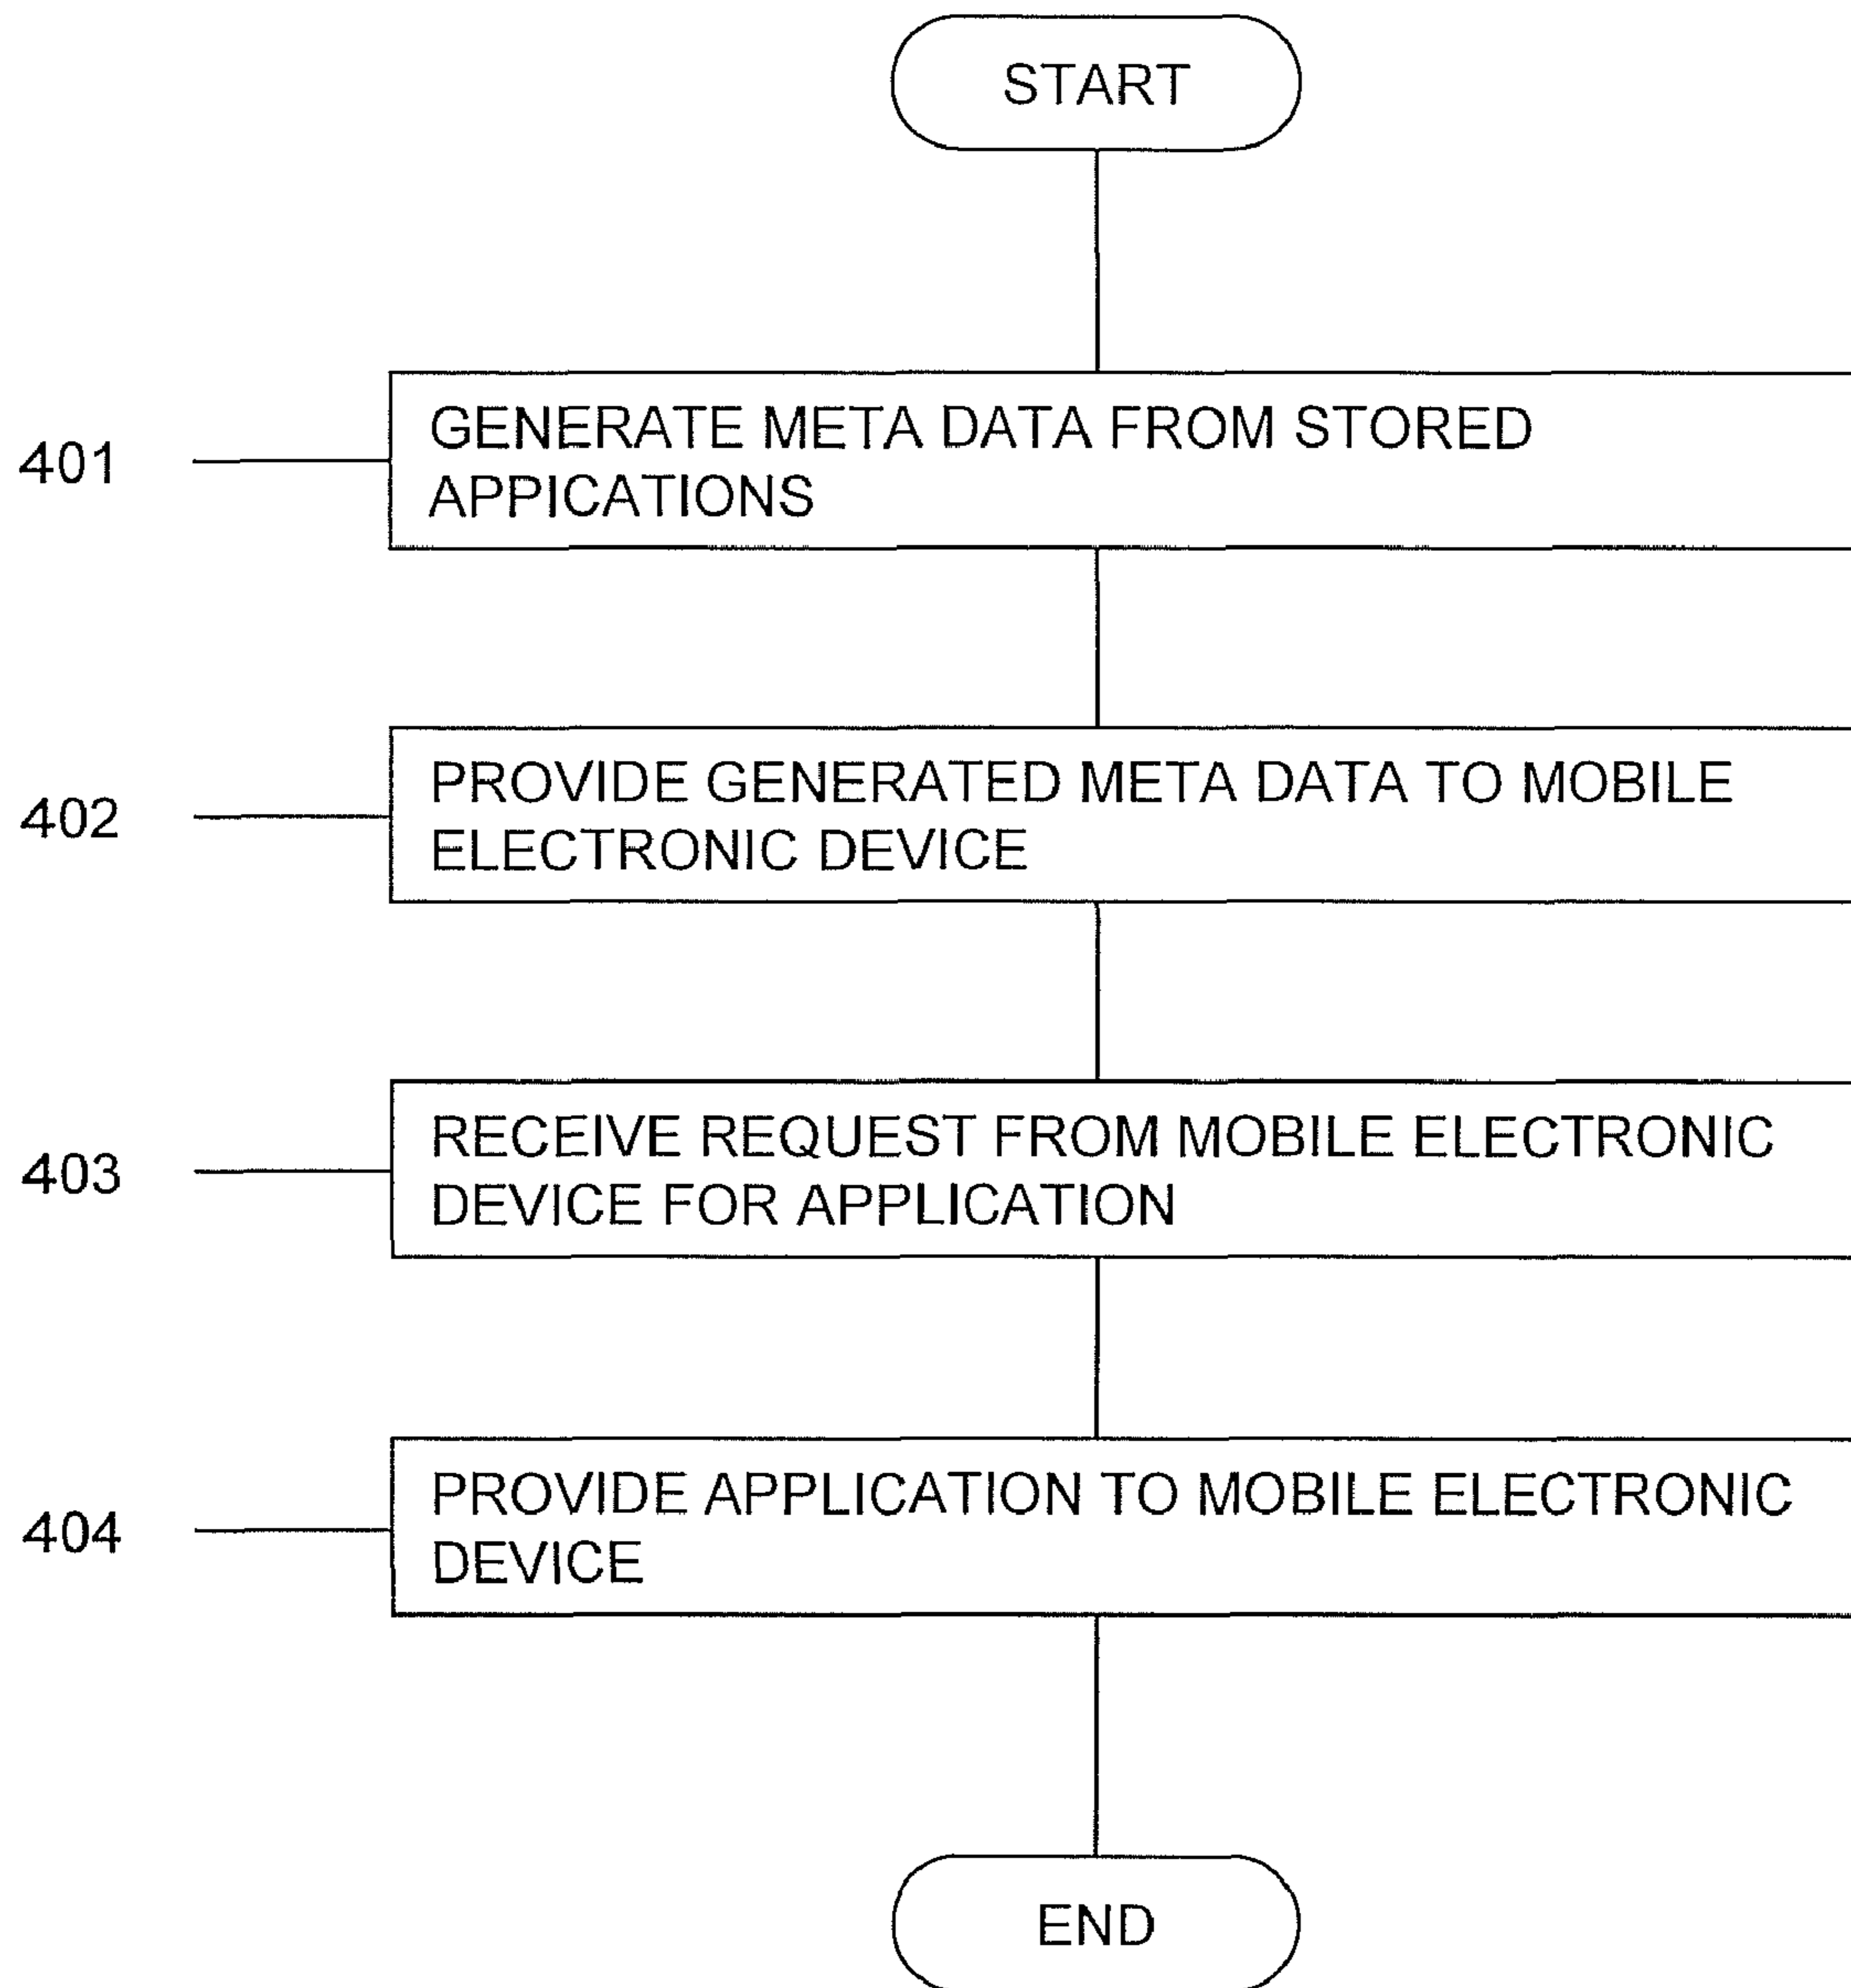 START
401
GENERATE META DATA FROM STORED
APPICATIONS
402
PROVIDE GENERATED META DATA TO MOBILE
ELECTRONIC DEVICE
403
RECEIVE REQUEST FROM MOBILE ELECTRONIC
DEVICE FOR APPLICATION
404
PROVIDE APPLICATION TO MOBILE ELECTRONIC
DEVICE
END